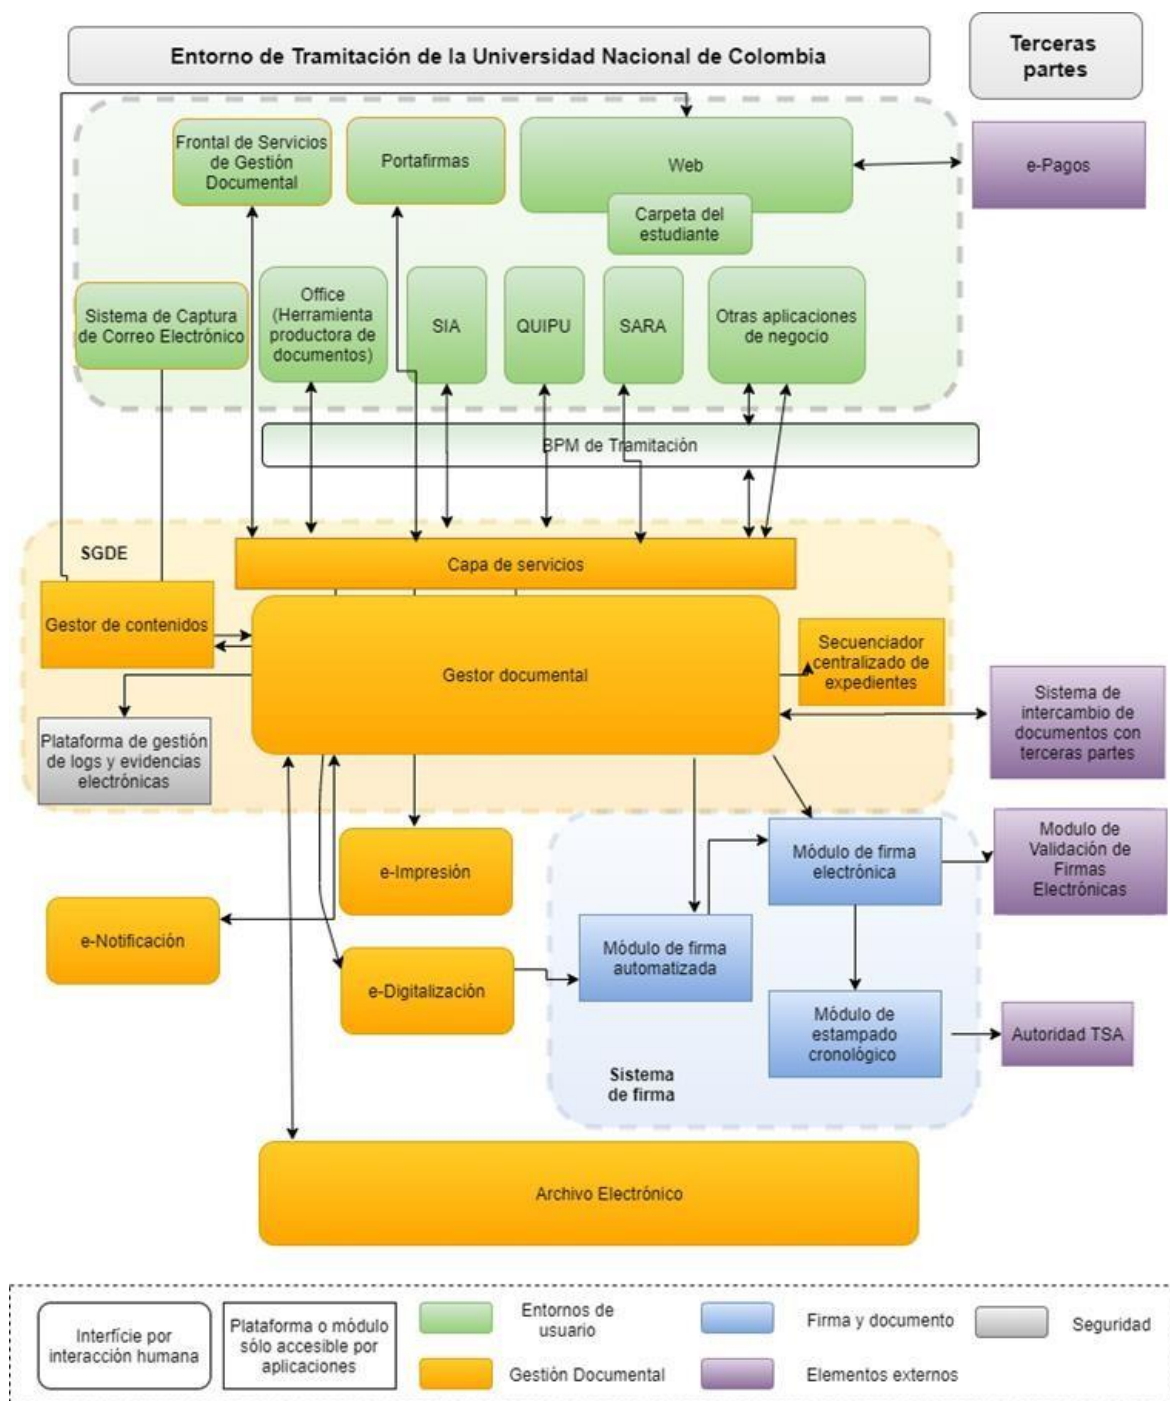 Entorno de Tramitación de la Universidad Nacional de Colombia
Terceras
partes
Frontal de Servicios
de Gestión
Documental
Portafirmas
Web
Carpeta del
estudiante
e-Pagos
Sistema de Captura
de Correo Electrónico
Office
(Herramienta
productora de
documentos)
SIA
QUIPU
SARA
Otras aplicaciones
de negocio
BPM de Tramitación
SGDE
Capa de servicios
Gestor de contenidos
Gestor documental
Secuenciador
centralizado de
expedientes
Sistema de
intercambio de
documentos con
terceras partes
Plataforma de gestión
de logs y evidencias
electrónicas
e-Impresión
Módulo de firma
electrónica
Modulo de
Validación de
Firmas
Electrónicas
e-Notificación
e-Digitalización
Módulo de firma
automatizada
Módulo de
estampado
cronológico
Autoridad TSA
Sistema
de firma
Archivo Electrónico
Interfície por
interacción humana
Plataforma o módulo
sólo accesible por
aplicaciones
Entornos de
usuario
Gestión Documental
Firma y documento
Elementos externos
Seguridad